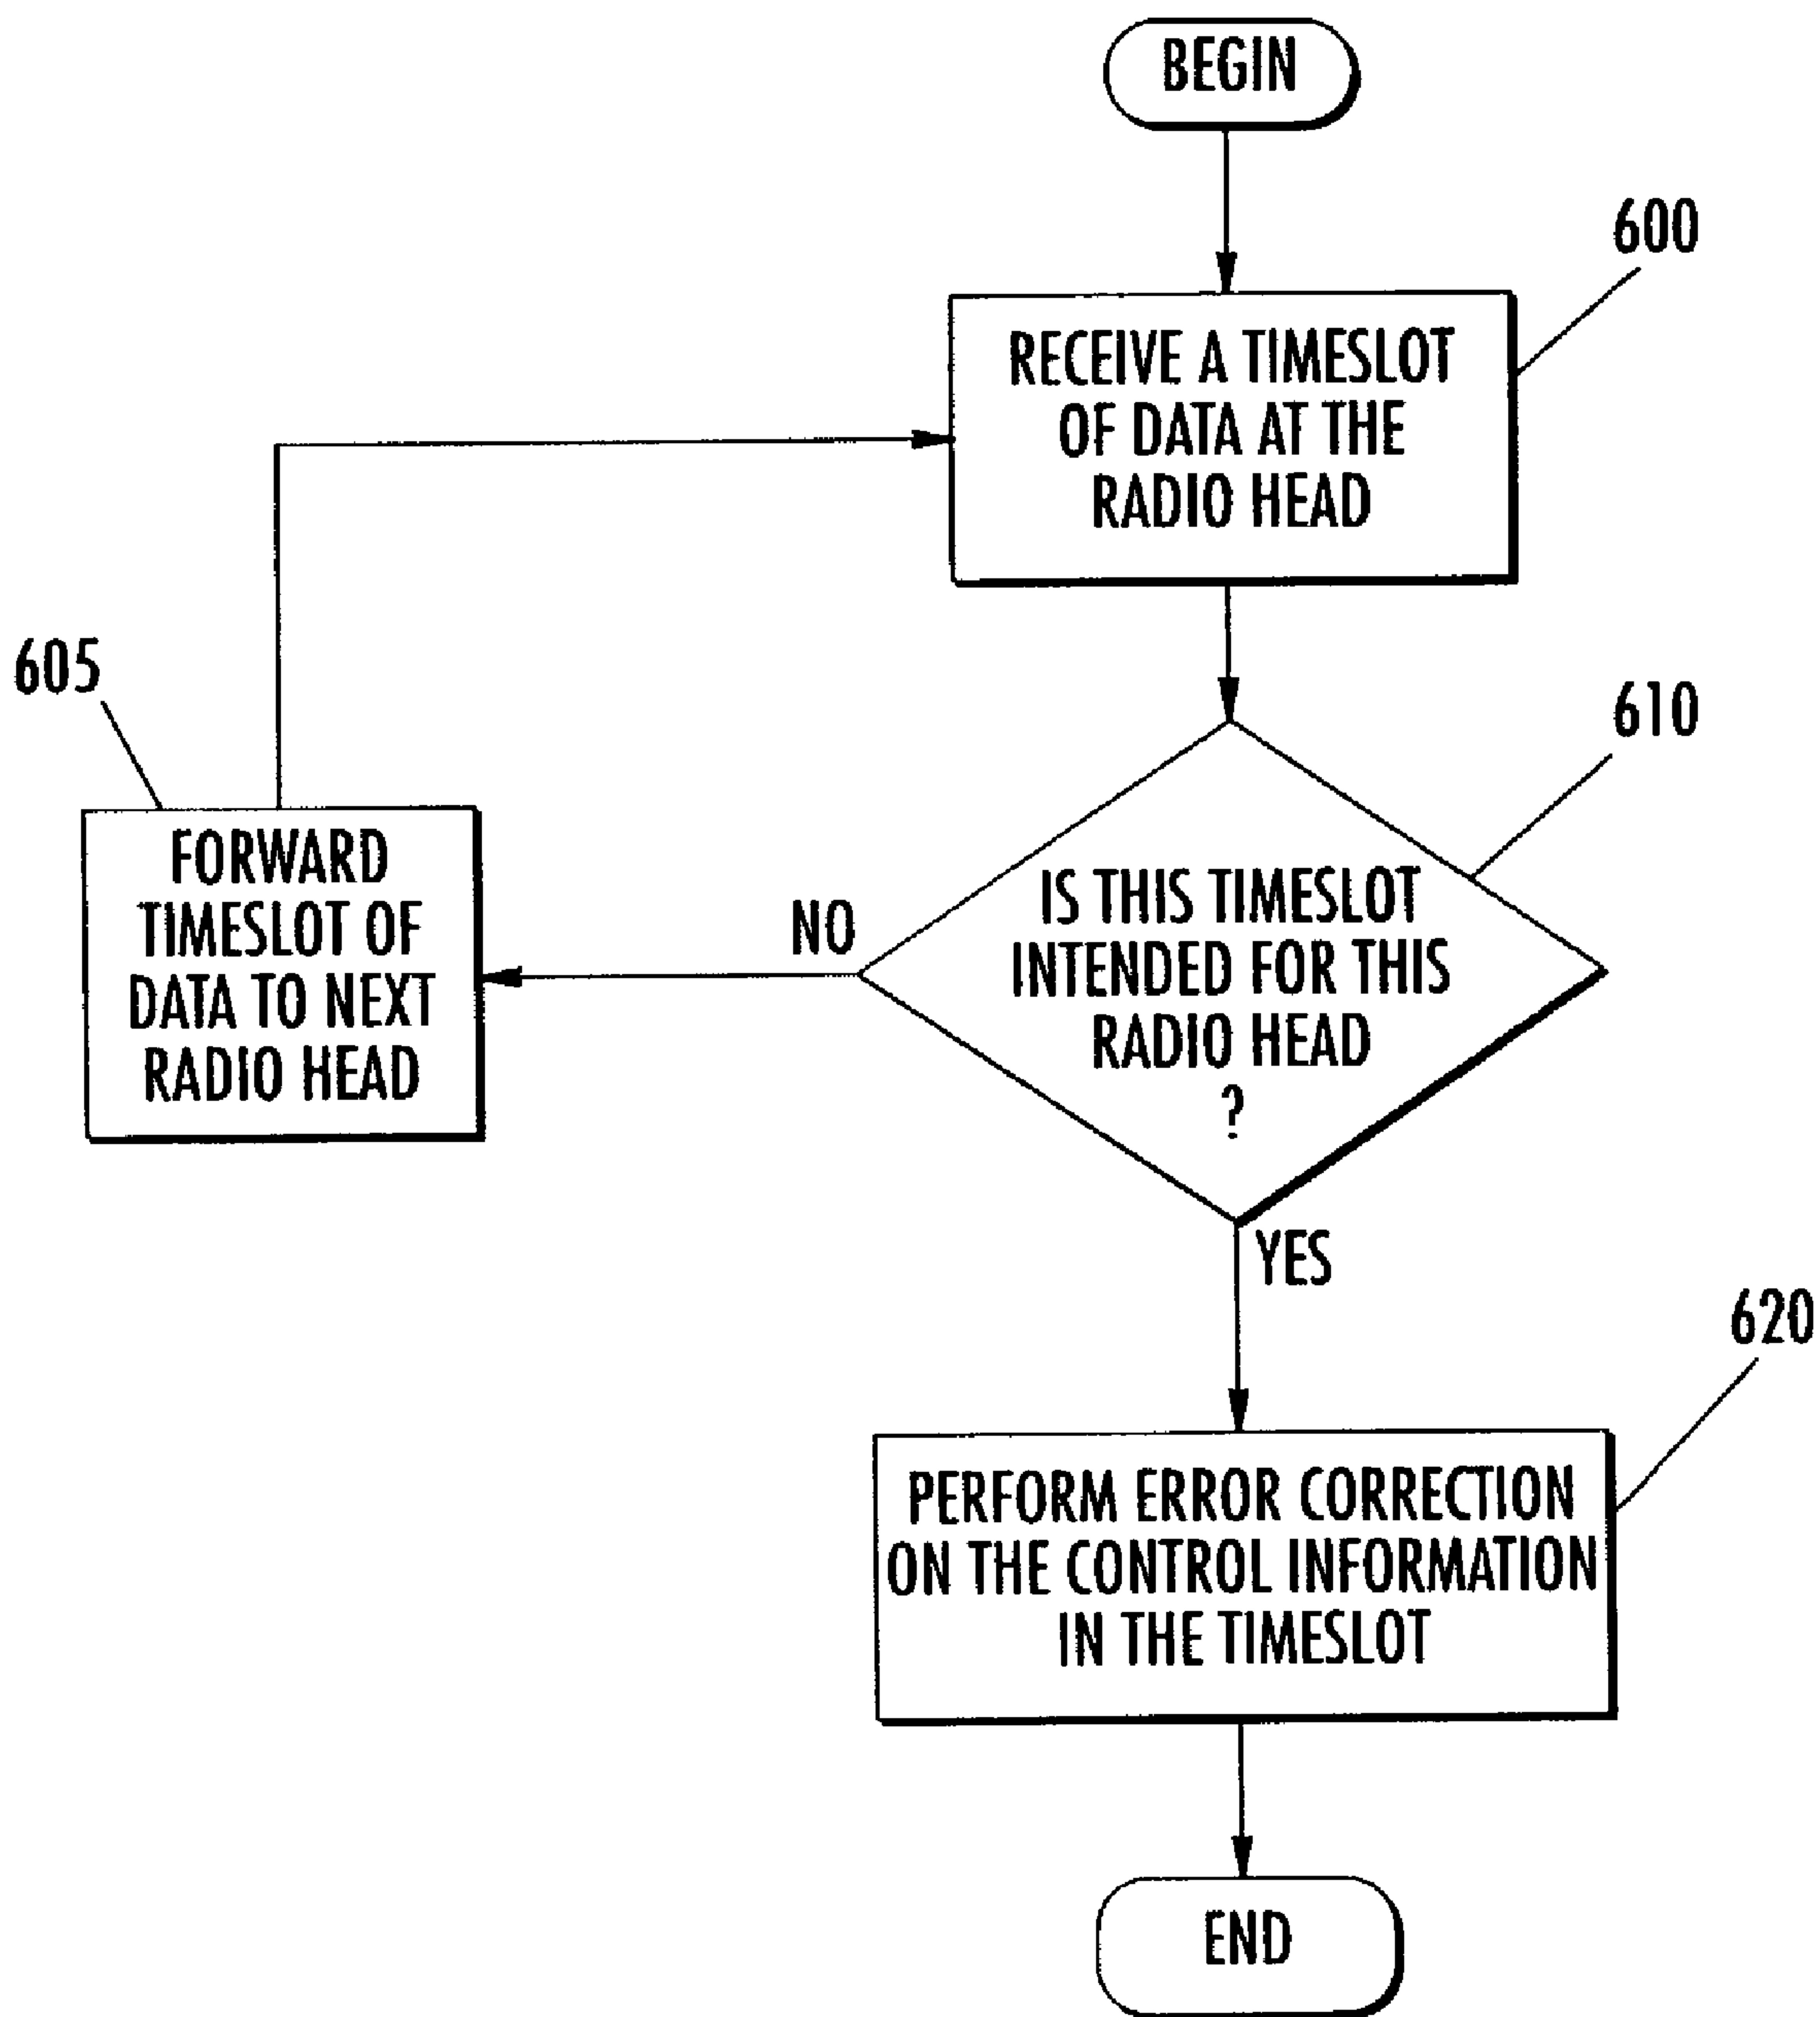 BEGIN
600
RECEIVE A TIMESLOT
OF DATA AT THE
RADIO HEAD
605
610
FORWARD
TIMESLOT OF
DATA TO NEXT
RADIO HEAD
NO
IS THIS TIMESLOT
INTENDED FOR THIS
RADIO HEAD
?
YES
620
PERFORM ERROR CORRECTION
ON THE CONTROL INFORMATION
IN THE TIMESLOT
END